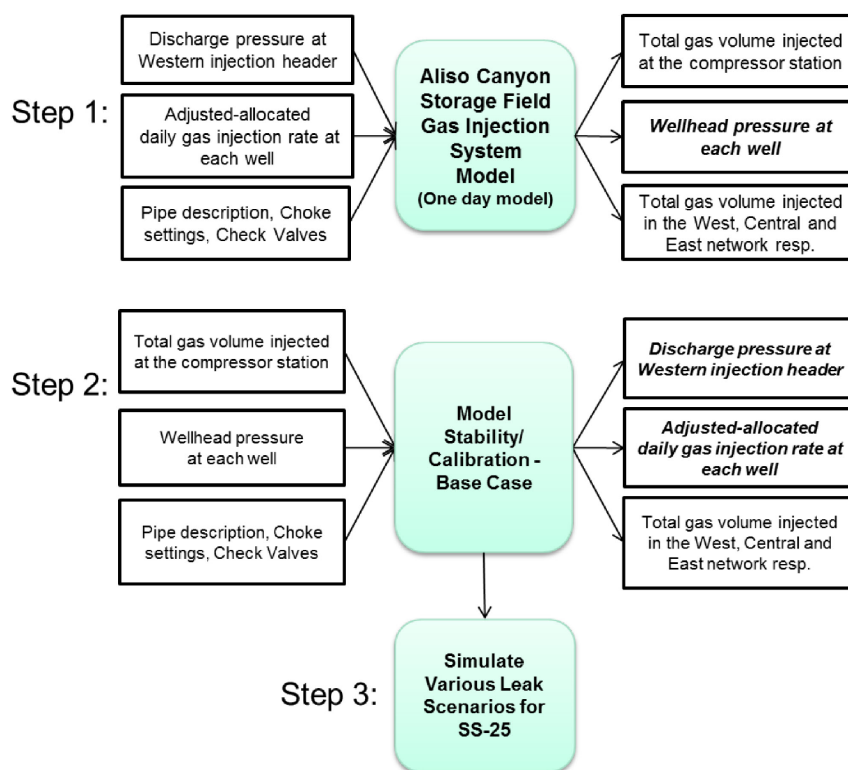 Step 1:
Discharge pressure at
Western injection header
Adjusted-allocated
daily gas injection rate at
each well
Pipe description, Choke
settings, Check Valves
Aliso Canyon
Storage Field
Gas Injection
System
Model
(One day model)
Total gas volume injected
at the compressor station
Wellhead pressure at
each well
Total gas volume injected
in the West, Central and
East network resp.
Step 2:
Total gas volume injected
at the compressor station
Wellhead pressure
at each well
Pipe description, Choke
settings, Check Valves
Model
Stability/
Calibration -
Base Case
Discharge pressure at
Western injection header
Adjusted-allocated
daily gas injection rate at
each well
Total gas volume injected
in the West, Central and
East network resp.
Step 3:
Simulate
Various Leak
Scenarios for
SS-25